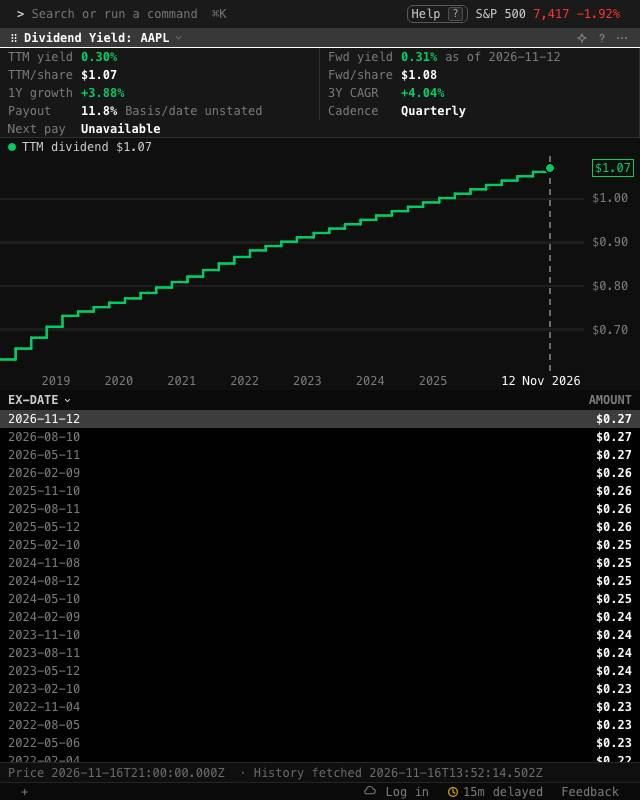 > Search or run a command ⌘K Help ? S&P 500 7,417 −1.92%
Dividend Yield: AAPL ? ...
TTM yield 0.30% Fwd yield 0.31% as of 2026-11-12
TTM/share $1.07 Fwd/share $1.08
1Y growth +3.88% 3Y CAGR +4.04%
Payout 11.8% Basis/date unstated Cadence Quarterly
Next pay Unavailable
TTM dividend $1.07
$1.07
$1.00
$0.90
$0.80
$0.70
2019 2020 2021 2022 2023 2024 2025 12 Nov 2026
EX-DATE AMOUNT
2026-11-12 $0.27
2026-08-10 $0.27
2026-05-11 $0.27
2026-02-09 $0.26
2025-11-10 $0.26
2025-08-11 $0.26
2025-05-12 $0.26
2025-02-10 $0.25
2024-11-08 $0.25
2024-08-12 $0.25
2024-05-10 $0.25
2024-02-09 $0.24
2023-11-10 $0.24
2023-08-11 $0.24
2023-05-12 $0.24
2023-02-10 $0.23
2022-11-04 $0.23
2022-08-05 $0.23
2022-05-06 $0.23
2022-02-04 $0.22
Price 2026-11-16T21:00:00.000Z · History fetched 2026-11-16T13:52:14.502Z
+ Log in 15m delayed Feedback